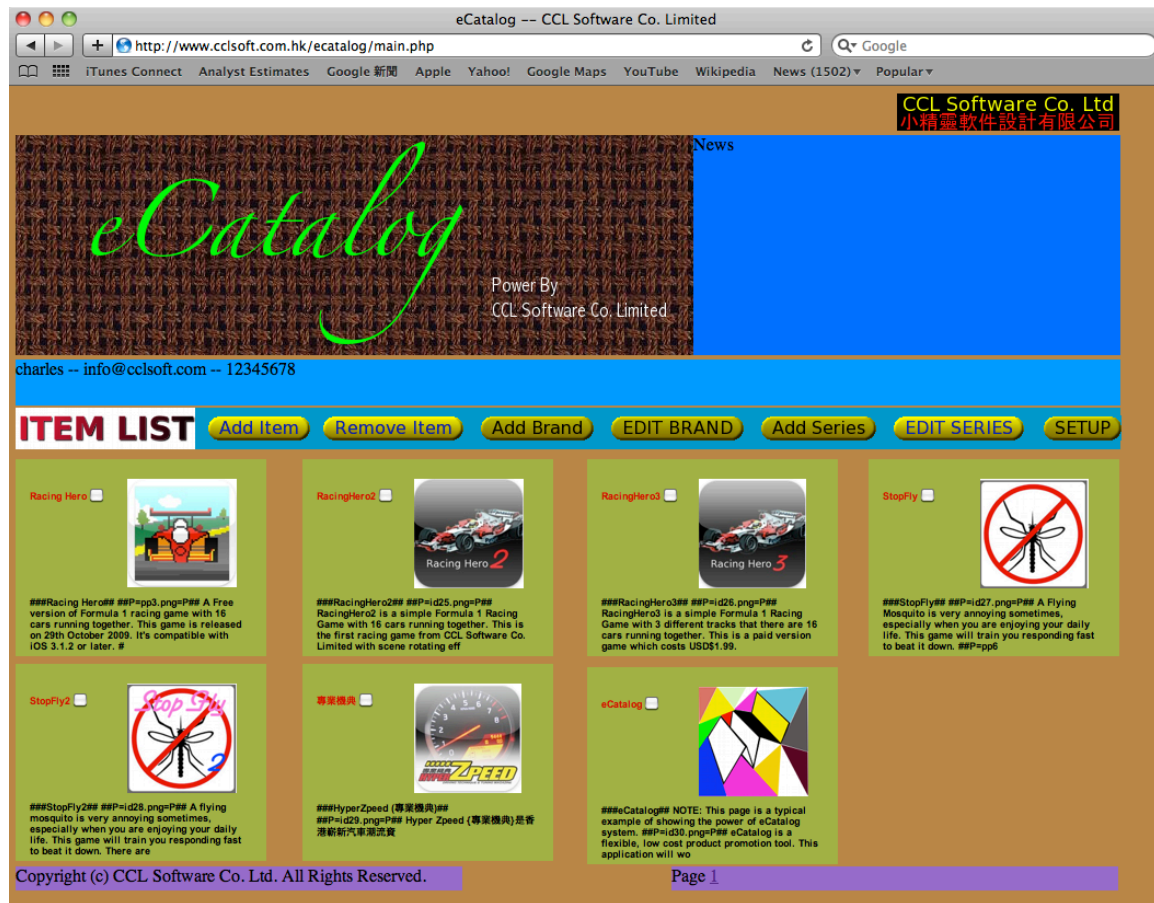 eCatalog -- CCL Software Co. Limited
http://www.cclsoft.com.hk/ecatalog/main.php
Google
iTunes Connect Analyst Estimates Google 新聞 Apple Yahoo! Google Maps YouTube Wikipedia News (1502) Popular
CCL Software Co. Ltd
小精靈軟件設計有限公司
News
eCatalog
Power By
CCL Software Co. Limited
charles -- info@cclsoft.com -- 12345678
ITEM LIST Add Item Remove Item Add Brand EDIT BRAND Add Series EDIT SERIES SETUP
Racing Hero
###Racing Hero## ##P=pp3.png=P## A Free
version of Formula 1 racing game with 16
cars running together. This game is released
on 29th October 2009. It's compatible with
iOS 3.1.2 or later. #
RacingHero2
Racing Hero 2
###RacingHero2## ##P=id25.png=P##
RacingHero2 is a simple Formula 1 Racing
Game with 16 cars running together. This is
the first racing game from CCL Software Co.
Limited with scene rotating eff
RacingHero3
Racing Hero 3
###RacingHero3## ##P=id26.png=P##
RacingHero3 is a simple Formula 1 Racing
Game with 3 different tracks that there are 16
cars running together. This is a paid version
game which costs USD$1.99.
StopFly
###StopFly## ##P=id27.png=P## A Flying
Mosquito is very annoying sometimes,
especially when you are enjoying your daily
life. This game will train you responding fast
to beat it down. ##P=pp6
StopFly2
Stop Fly
2
###StopFly2## ##P=id28.png=P## A flying
mosquito is very annoying sometimes,
especially when you are enjoying your daily
life. This game will train you responding fast
to beat it down. There are
專業機典
HYPER ZPEED
###HyperZpeed (專業機典)##
##P=id29.png=P## Hyper Zpeed {專業機典}是香
港嶄新汽車潮流資
eCatalog
###eCatalog## NOTE: This page is a typical
example of showing the power of eCatalog
system. ##P=id30.png=P## eCatalog is a
flexible, low cost product promotion tool. This
application will wo
Copyright (c) CCL Software Co. Ltd. All Rights Reserved.
Page 1